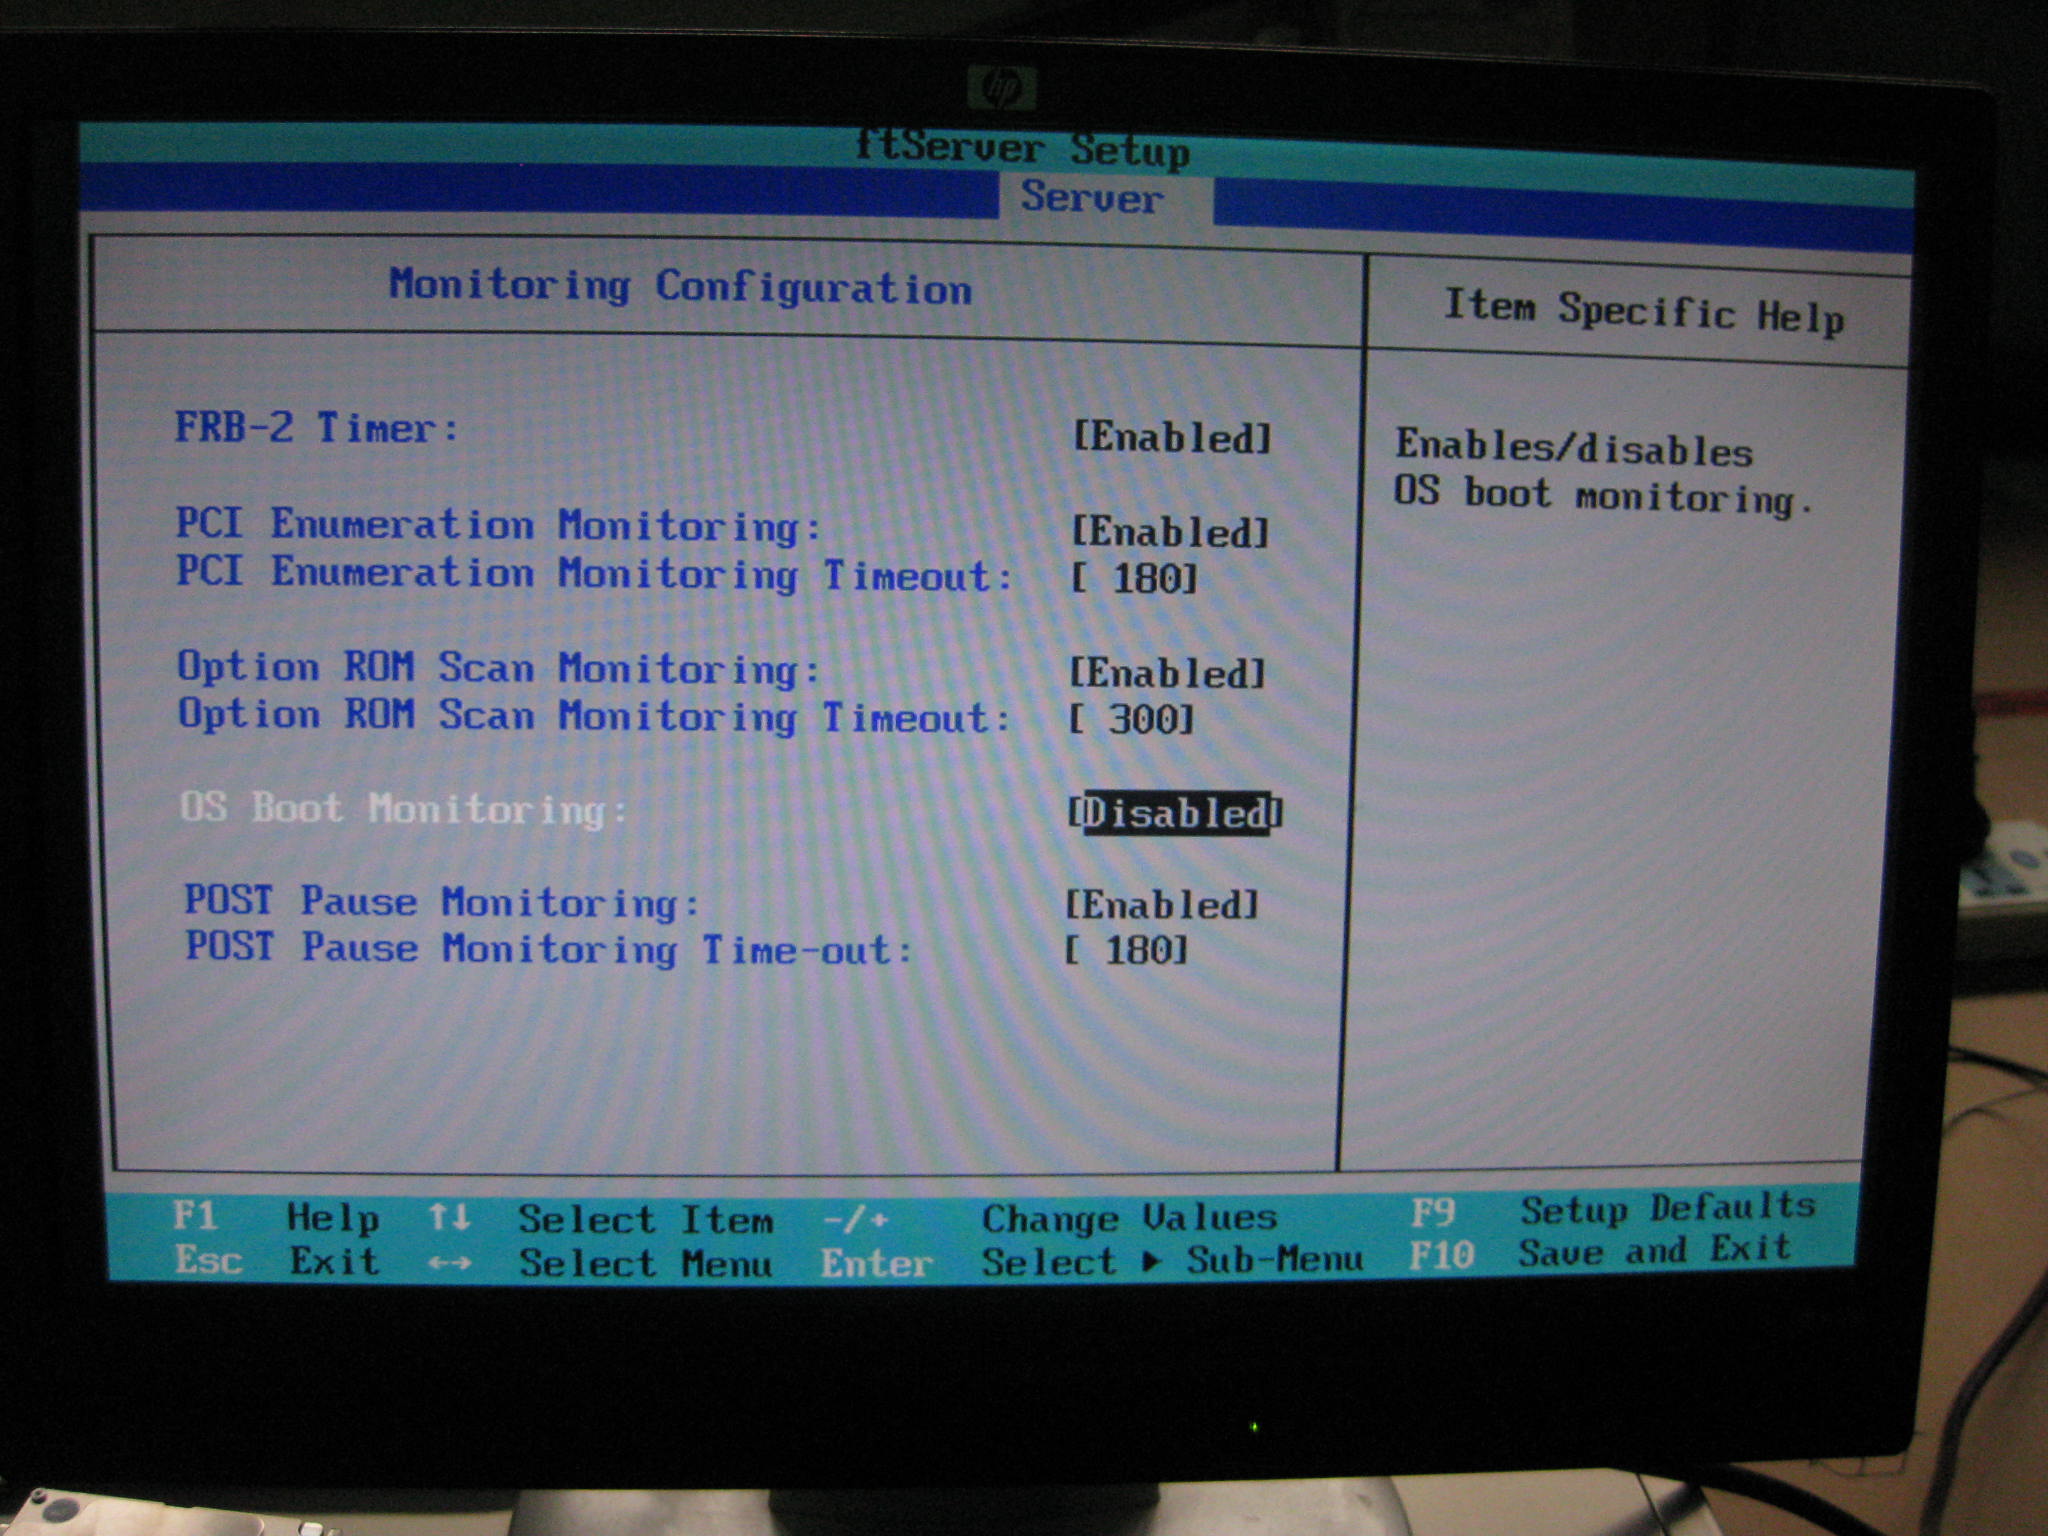 hp
ftServer Setup
Server
Monitoring Configuration
Item Specific Help
FRB-2 Timer: [Enabled]
PCI Enumeration Monitoring: [Enabled]
PCI Enumeration Monitoring Timeout: [ 180]
Option ROM Scan Monitoring: [Enabled]
Option ROM Scan Monitoring Timeout: [ 300]
OS Boot Monitoring: [Disabled]
POST Pause Monitoring: [Enabled]
POST Pause Monitoring Time-out: [ 180]
Enables/disables
OS boot monitoring.
F1 Help ↑↓ Select Item -/+ Change Values F9 Setup Defaults
Esc Exit ↔ Select Menu Enter Select ▶ Sub-Menu F10 Save and Exit